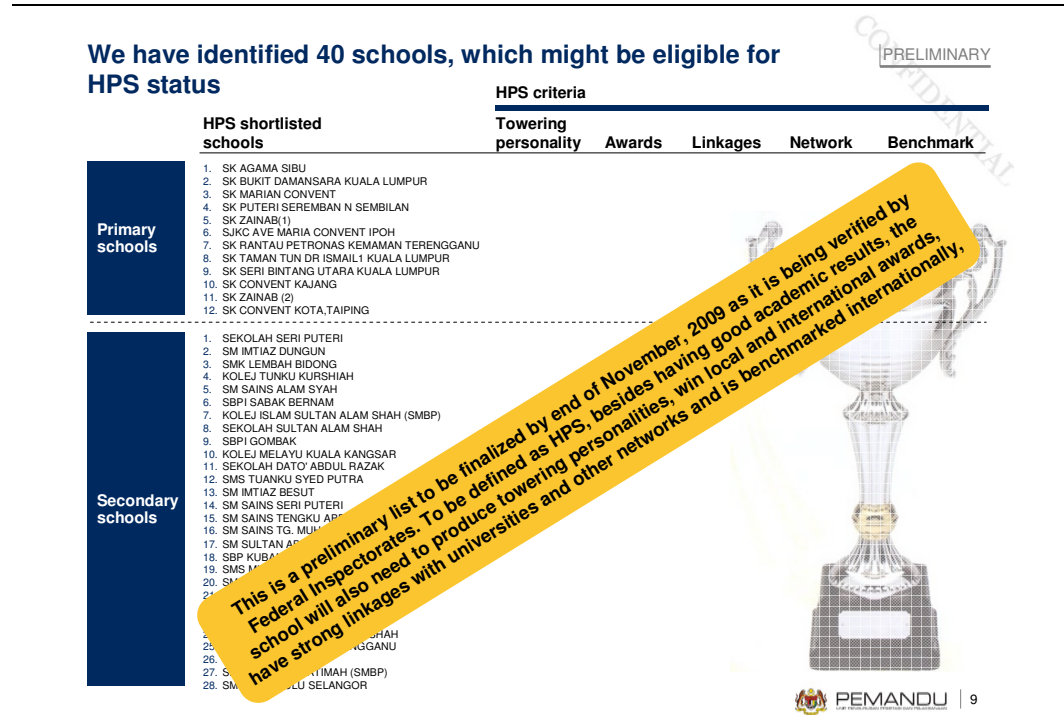 We have identified 40 schools, which might be eligible for
HPS status
PRELIMINARY
CONFIDENTIAL
HPS criteria
HPS shortlisted
schools
Towering
personality
Awards
Linkages
Network
Benchmark
Primary
schools
1. SK AGAMA SIBU
2. SK BUKIT DAMANSARA KUALA LUMPUR
3. SK MARIAN CONVENT
4. SK PUTERI SEREMBAN N SEMBILAN
5. SK ZAINAB(1)
6. SJKC AVE MARIA CONVENT IPOH
7. SK RANTAU PETRONAS KEMAMAN TERENGGANU
8. SK TAMAN TUN DR ISMAIL1 KUALA LUMPUR
9. SK SERI BINTANG UTARA KUALA LUMPUR
10. SK CONVENT KAJANG
11. SK ZAINAB (2)
12. SK CONVENT KOTA,TAIPING
Secondary
schools
1. SEKOLAH SERI PUTERI
2. SM IMTIAZ DUNGUN
3. SMK LEMBAH BIDONG
4. KOLEJ TUNKU KURSHIAH
5. SM SAINS ALAM SYAH
6. SBPI SABAK BERNAM
7. KOLEJ ISLAM SULTAN ALAM SHAH (SMBP)
8. SEKOLAH SULTAN ALAM SHAH
9. SBPI GOMBAK
10. KOLEJ MELAYU KUALA KANGSAR
11. SEKOLAH DATO' ABDUL RAZAK
12. SMS TUANKU SYED PUTRA
13. SM IMTIAZ BESUT
14. SM SAINS SERI PUTERI
15. SM SAINS TENGKU
16. SM SAINS TG.
17. SM SULTAN
18. SBP
19. SMS
20.
SHAH
25.
26.
27. (SMBP)
28. SM SELANGOR
This is a preliminary list to be finalized by end of November, 2009 as it is being verified by
Federal Inspectorates. To be defined as HPS, besides having good academic results, the
school will also need to produce towering personalities, win local and international awards,
have strong linkages with universities and other networks and is benchmarked internationally,
PEMANDU
9